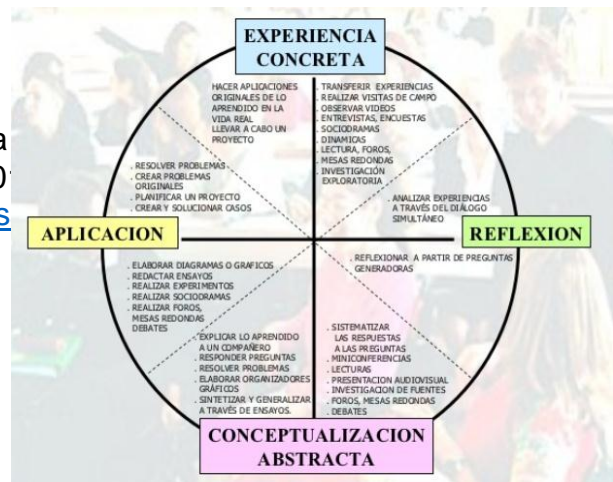 EXPERIENCIA
CONCRETA
HACER APLICACIONES
ORIGINALES DE LO
APRENDIDO EN LA
VIDA REAL
LLEVAR A CABO UN
PROYECTO
. TRANSFERIR EXPERIENCIAS
. REALIZAR VISITAS DE CAMPO
. OBSERVAR VIDEOS
. ENTREVISTAS, ENCUESTAS
. SOCIODRAMAS
. DINAMICAS
. LECTURA, FOROS,
MESAS REDONDAS
. INVESTIGACIÓN
EXPLORATORIA
. RESOLVER PROBLEMAS
. CREAR PROBLEMAS
ORIGINALES
. PLANIFICAR UN PROYECTO
. CREAR Y SOLUCIONAR CASOS
. ANALIZAR EXPERIENCIAS
A TRAVÉS DEL DIÁLOGO
SIMULTÁNEO
a
0
s
APLICACION
REFLEXION
. ELABORAR DIAGRAMAS O GRAFICOS
. REDACTAR ENSAYOS
. REALIZAR EXPERIMENTOS
. REALIZAR SOCIODRAMAS
. REALIZAR FOROS,
MESAS REDONDAS
DEBATES
. REFLEXIONAR A PARTIR DE PREGUNTAS
GENERADORAS
. EXPLICAR LO APRENDIDO
A UN COMPAÑERO
. RESPONDER PREGUNTAS
. RESOLVER PROBLEMAS
. ELABORAR ORGANIZADORES
GRÁFICOS
. SINTETIZAR Y GENERALIZAR
A TRAVÉS DE ENSAYOS.
. SISTEMATIZAR
LAS RESPUESTAS
A LAS PREGUNTAS
. MINICONFERENCIAS
. LECTURAS
. PRESENTACION AUDIOVISUAL
. INVESTIGACION DE FUENTES
. FOROS, MESAS REDONDAS
. DEBATES
CONCEPTUALIZACION
ABSTRACTA